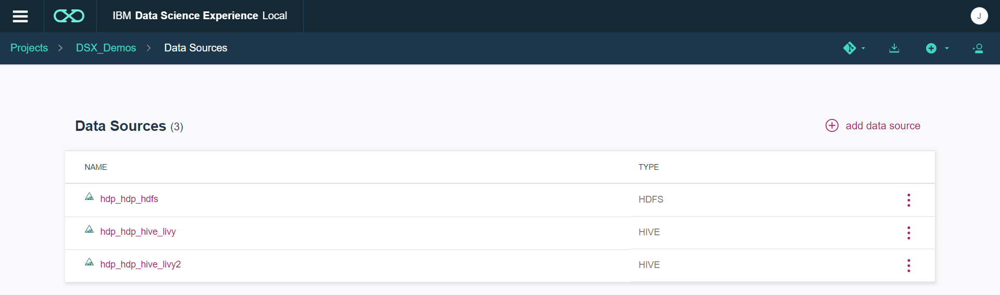 IBM Data Science Experience Local
J
Projects > DSX_Demos > Data Sources
Data Sources (3)
add data source
NAME TYPE
hdp_hdp_hdfs HDFS
hdp_hdp_hive_livy HIVE
hdp_hdp_hive_livy2 HIVE